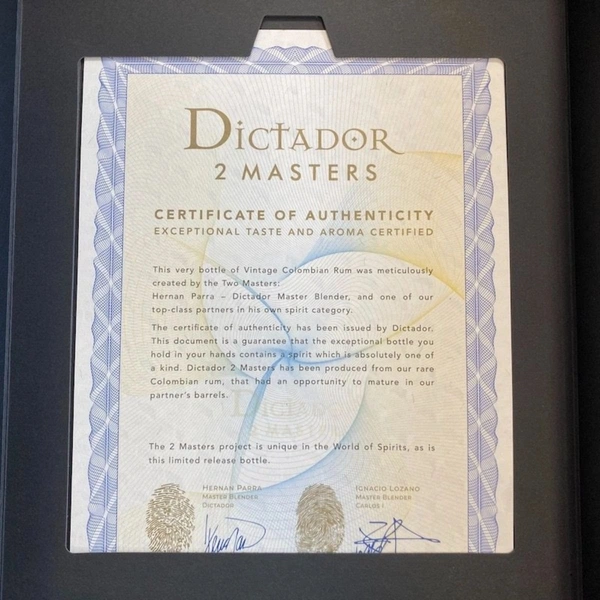 DICTADOR
2 MASTERS
CERTIFICATE OF AUTHENTICITY
EXCEPTIONAL TASTE AND AROMA CERTIFIED
This very bottle of Vintage Colombian Rum was meticulously
created by the Two Masters:
Hernan Parra – Dictador Master Blender, and one of our
top-class partners in his own spirit category.
The certificate of authenticity has been issued by Dictador.
This document is a guarantee that the exceptional bottle you
hold in your hands contains a spirit which is absolutely one of
a kind. Dictador 2 Masters has been produced from our rare
Colombian rum, that had an opportunity to mature in our
partner's barrels.
DICTADOR
2 MASTERS
The 2 Masters project is unique in the World of Spirits, as is
this limited release bottle.
HERNAN PARRA
MASTER BLENDER
DICTADOR
IGNACIO LOZANO
MASTER BLENDER
CARLOS I